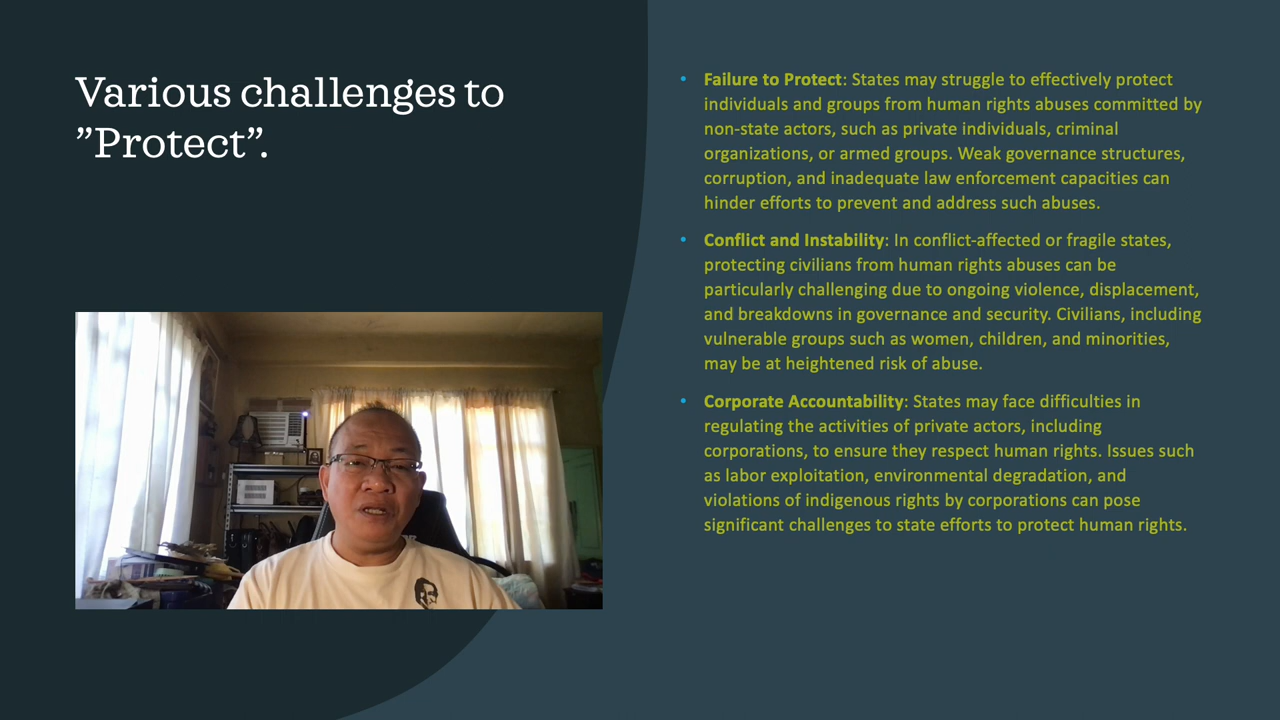 Various challenges to
”Protect”.
• Failure to Protect: States may struggle to effectively protect
individuals and groups from human rights abuses committed by
non-state actors, such as private individuals, criminal
organizations, or armed groups. Weak governance structures,
corruption, and inadequate law enforcement capacities can
hinder efforts to prevent and address such abuses.
• Conflict and Instability: In conflict-affected or fragile states,
protecting civilians from human rights abuses can be
particularly challenging due to ongoing violence, displacement,
and breakdowns in governance and security. Civilians, including
vulnerable groups such as women, children, and minorities,
may be at heightened risk of abuse.
• Corporate Accountability: States may face difficulties in
regulating the activities of private actors, including
corporations, to ensure they respect human rights. Issues such
as labor exploitation, environmental degradation, and
violations of indigenous rights by corporations can pose
significant challenges to state efforts to protect human rights.